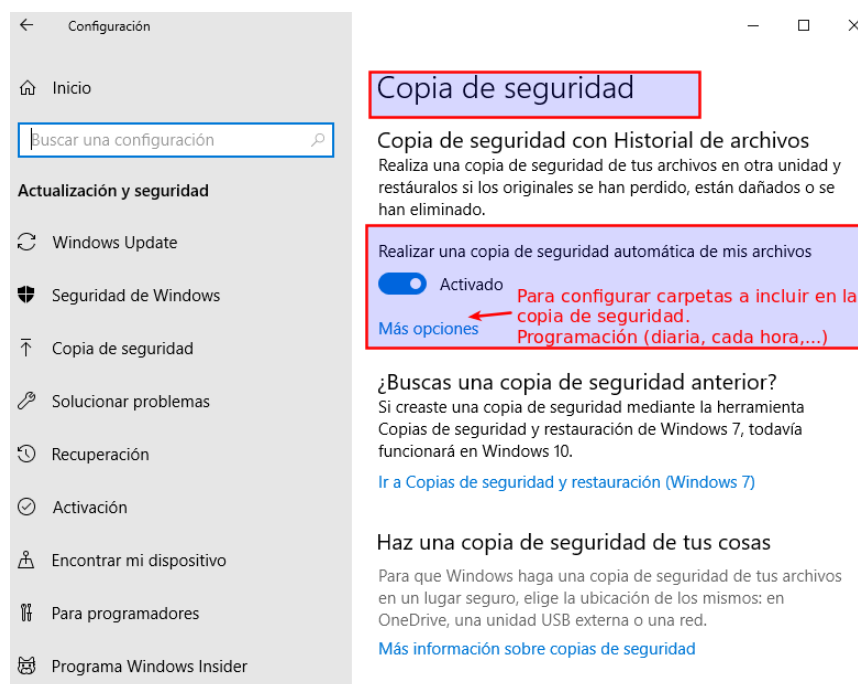 Configuración
Inicio
Buscar una configuración
Actualización y seguridad
Windows Update
Seguridad de Windows
Copia de seguridad
Solucionar problemas
Recuperación
Activación
Encontrar mi dispositivo
Para programadores
Programa Windows Insider
Copia de seguridad
Copia de seguridad con Historial de archivos
Realiza una copia de seguridad de tus archivos en otra unidad y
restáuralos si los originales se han perdido, están dañados o se
han eliminado.
Realizar una copia de seguridad automática de mis archivos
Activado
Más opciones
Para configurar carpetas a incluir en la
copia de seguridad.
Programación (diaria, cada hora,...)
¿Buscas una copia de seguridad anterior?
Si creaste una copia de seguridad mediante la herramienta
Copias de seguridad y restauración de Windows 7, todavía
funcionará en Windows 10.
Ir a Copias de seguridad y restauración (Windows 7)
Haz una copia de seguridad de tus cosas
Para que Windows haga una copia de seguridad de tus archivos
en un lugar seguro, elige la ubicación de los mismos: en
OneDrive, una unidad USB externa o una red.
Más información sobre copias de seguridad